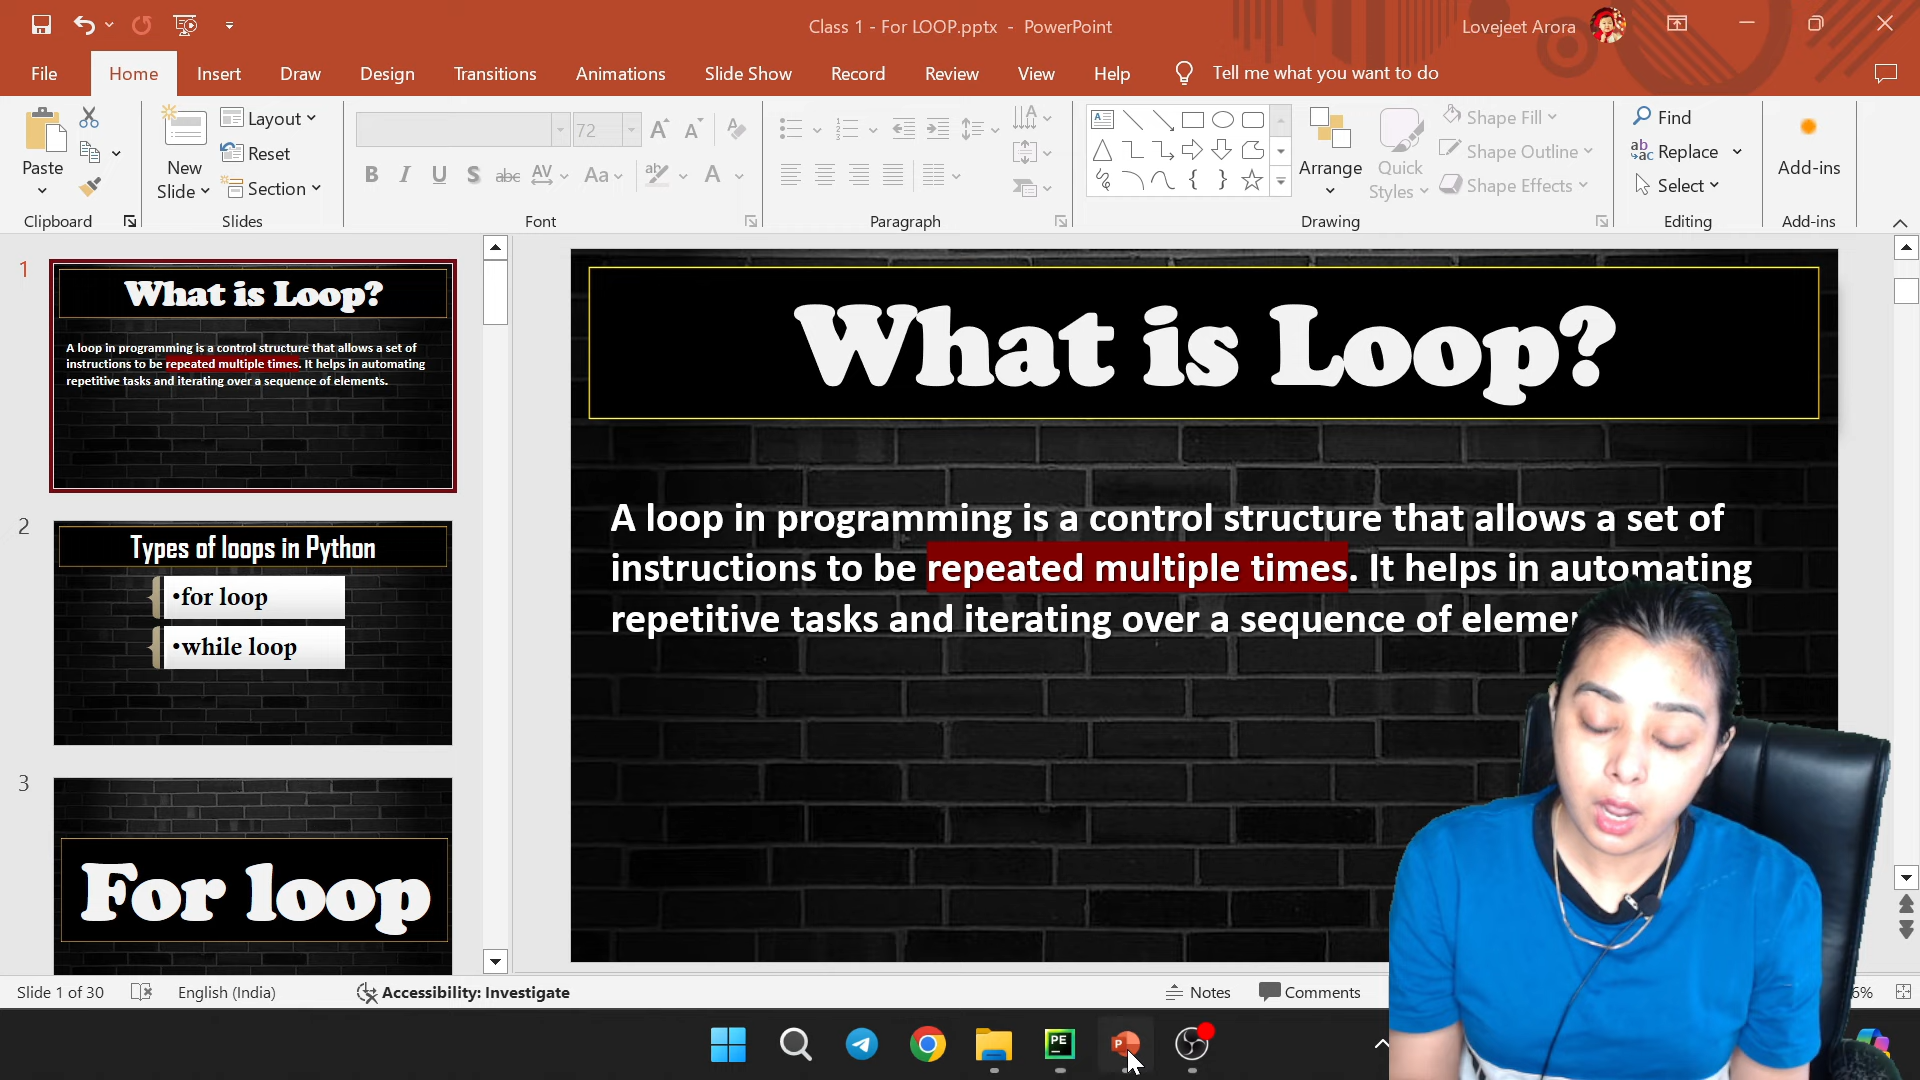 Class 1 - For LOOP.pptx - PowerPoint
Lovejeet Arora
File Home Insert Draw Design Transitions Animations Slide Show Record Review View Help Tell me what you want to do
Paste
Clipboard
New
Slide
Layout
Reset
Section
Slides
72
B I U S abc AV Aa ab A
Font
Paragraph
Arrange
Quick
Styles
Shape Fill
Shape Outline
Shape Effects
Drawing
Find
Replace
Select
Editing
Add-ins
Add-ins
1
What is Loop?
A loop in programming is a control structure that allows a set of
instructions to be repeated multiple times. It helps in automating
repetitive tasks and iterating over a sequence of elements.
2
Types of loops in Python
•for loop
•while loop
3
For loop
What is Loop?
A loop in programming is a control structure that allows a set of
instructions to be repeated multiple times. It helps in automating
repetitive tasks and iterating over a sequence of
Slide 1 of 30 English (India) Accessibility: Investigate Notes Comments 6%
PE
P